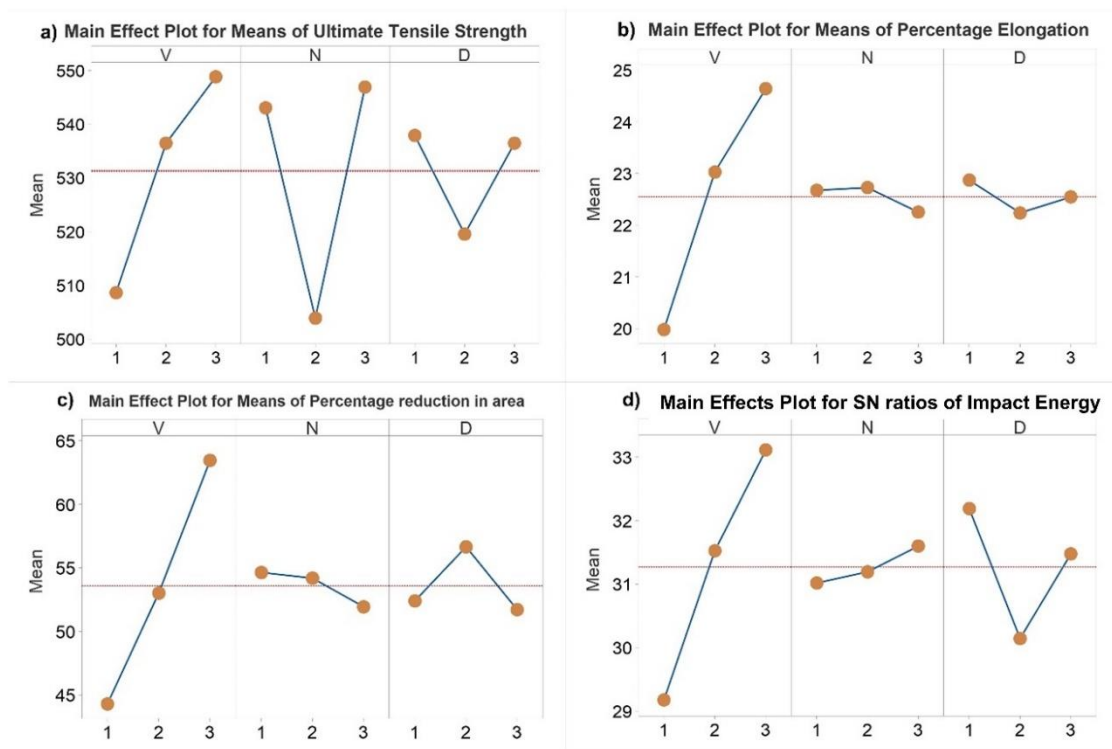 a) Main Effect Plot for Means of Ultimate Tensile Strength
V N D
550
540
530
520
510
500
Mean
1 2 3 1 2 3 1 2 3
b) Main Effect Plot for Means of Percentage Elongation
V N D
25
24
23
22
21
20
Mean
1 2 3 1 2 3 1 2 3
c) Main Effect Plot for Means of Percentage reduction in area
V N D
65
60
55
50
45
Mean
1 2 3 1 2 3 1 2 3
d) Main Effects Plot for SN ratios of Impact Energy
V N D
33
32
31
30
29
Mean
1 2 3 1 2 3 1 2 3